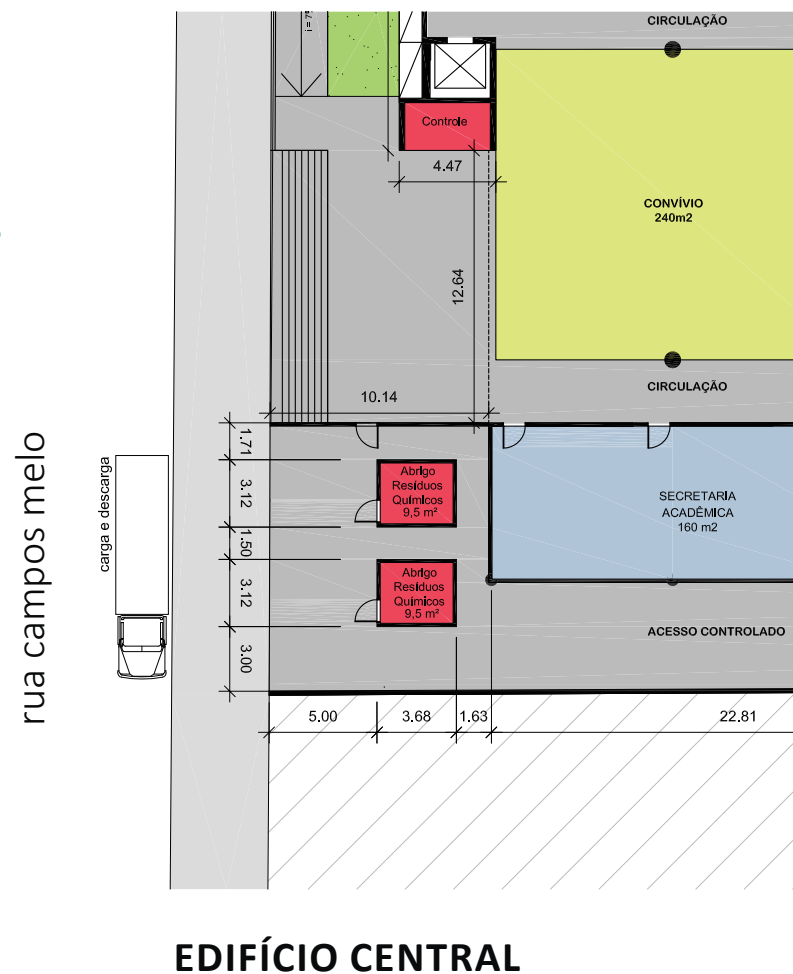 CIRCULAÇÃO
i = 7%
Controle
4.47
CONVÍVIO
240m2
12.64
CIRCULAÇÃO
10.14
rua campos melo
carga e descarga
1.71
3.12
1.50
3.12
3.00
Abrigo
Resíduos
Químicos
9,5 m²
SECRETARIA
ACADÊMICA
160 m2
Abrigo
Resíduos
Químicos
9,5 m²
ACESSO CONTROLADO
5.00
3.68
1.63
22.81
EDIFÍCIO CENTRAL